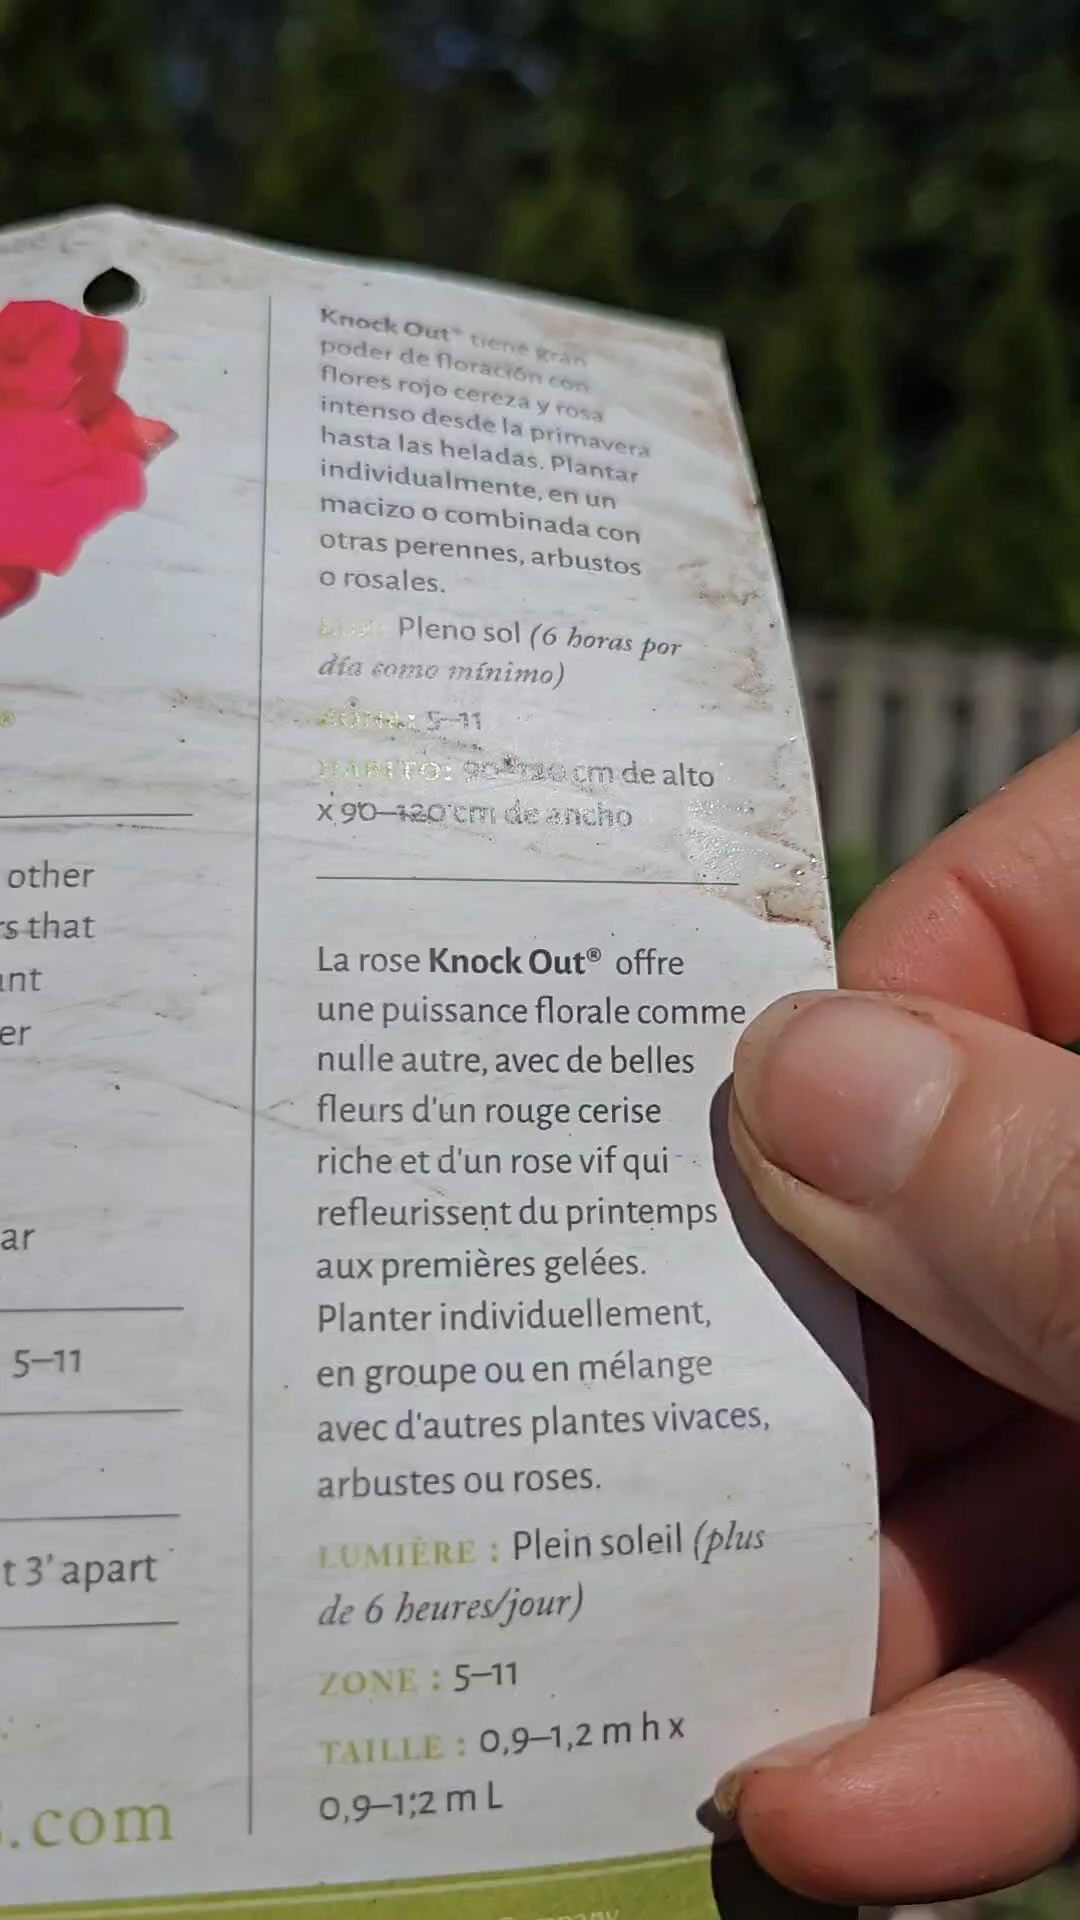 ®
other
s that
nt
er
ar
5–11
t 3' apart
.com
Knock Out® tiene gran
poder de floración con
flores rojo cereza y rosa
intenso desde la primavera
hasta las heladas. Plantar
individualmente, en un
macizo o combinada con
otras perennes, arbustos
o rosales.
Pleno sol (6 horas por
día como mínimo)
ZONA: 5–11
HÁBITO: 90–120 cm de alto
x 90–120 cm de ancho
La rose Knock Out® offre
une puissance florale comme
nulle autre, avec de belles
fleurs d'un rouge cerise
riche et d'un rose vif qui
refleurissent du printemps
aux premières gelées.
Planter individuellement,
en groupe ou en mélange
avec d'autres plantes vivaces,
arbustes ou roses.
LUMIÈRE : Plein soleil (plus
de 6 heures/jour)
ZONE : 5–11
TAILLE : 0,9–1,2 m h x
0,9–1,2 m L
Company